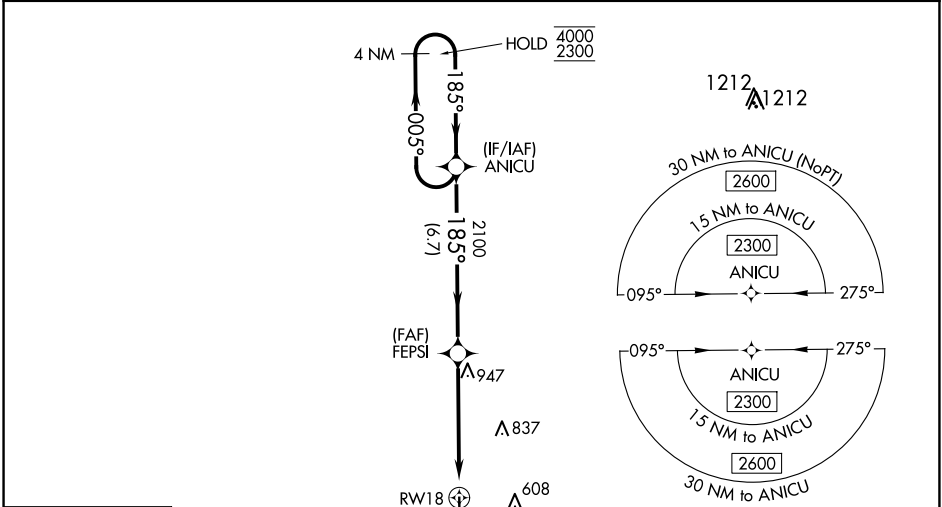 4 NM
HOLD
4000
2300
185°
005°
(IF/IAF)
ANICU
2100
185°
(6.7)
(FAF)
FEPSI
947
837
RW18
608
1212
1212
30 NM to ANICU (NoPT)
2600
15 NM to ANICU
2300
ANICU
095°
275°
095°
275°
ANICU
2300
15 NM to ANICU
2600
30 NM to ANICU